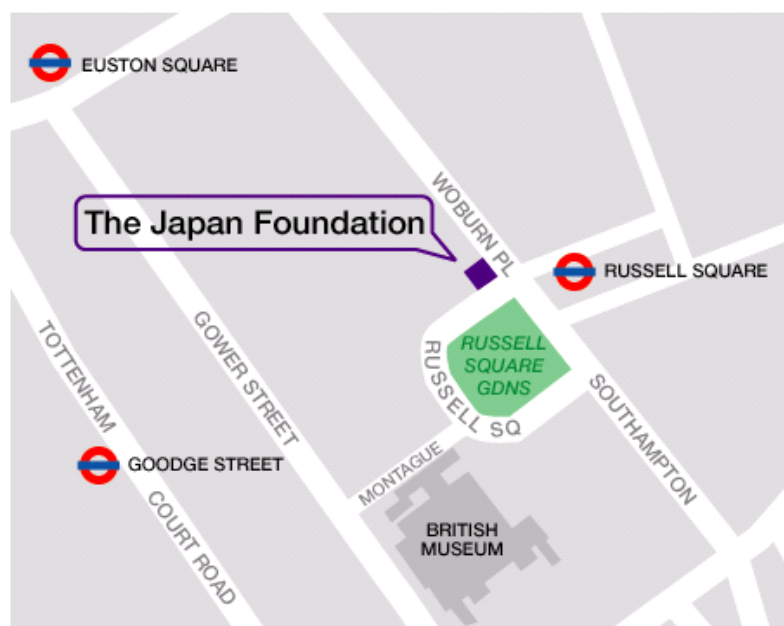 EUSTON SQUARE
WOBURN PL
The Japan Foundation
RUSSELL SQUARE
TOTTENHAM
COURT ROAD
GOWER STREET
RUSSELL SQ
RUSSELL
SQUARE
GDNS
SOUTHAMPTON
GOODGE STREET
MONTAGUE
BRITISH
MUSEUM